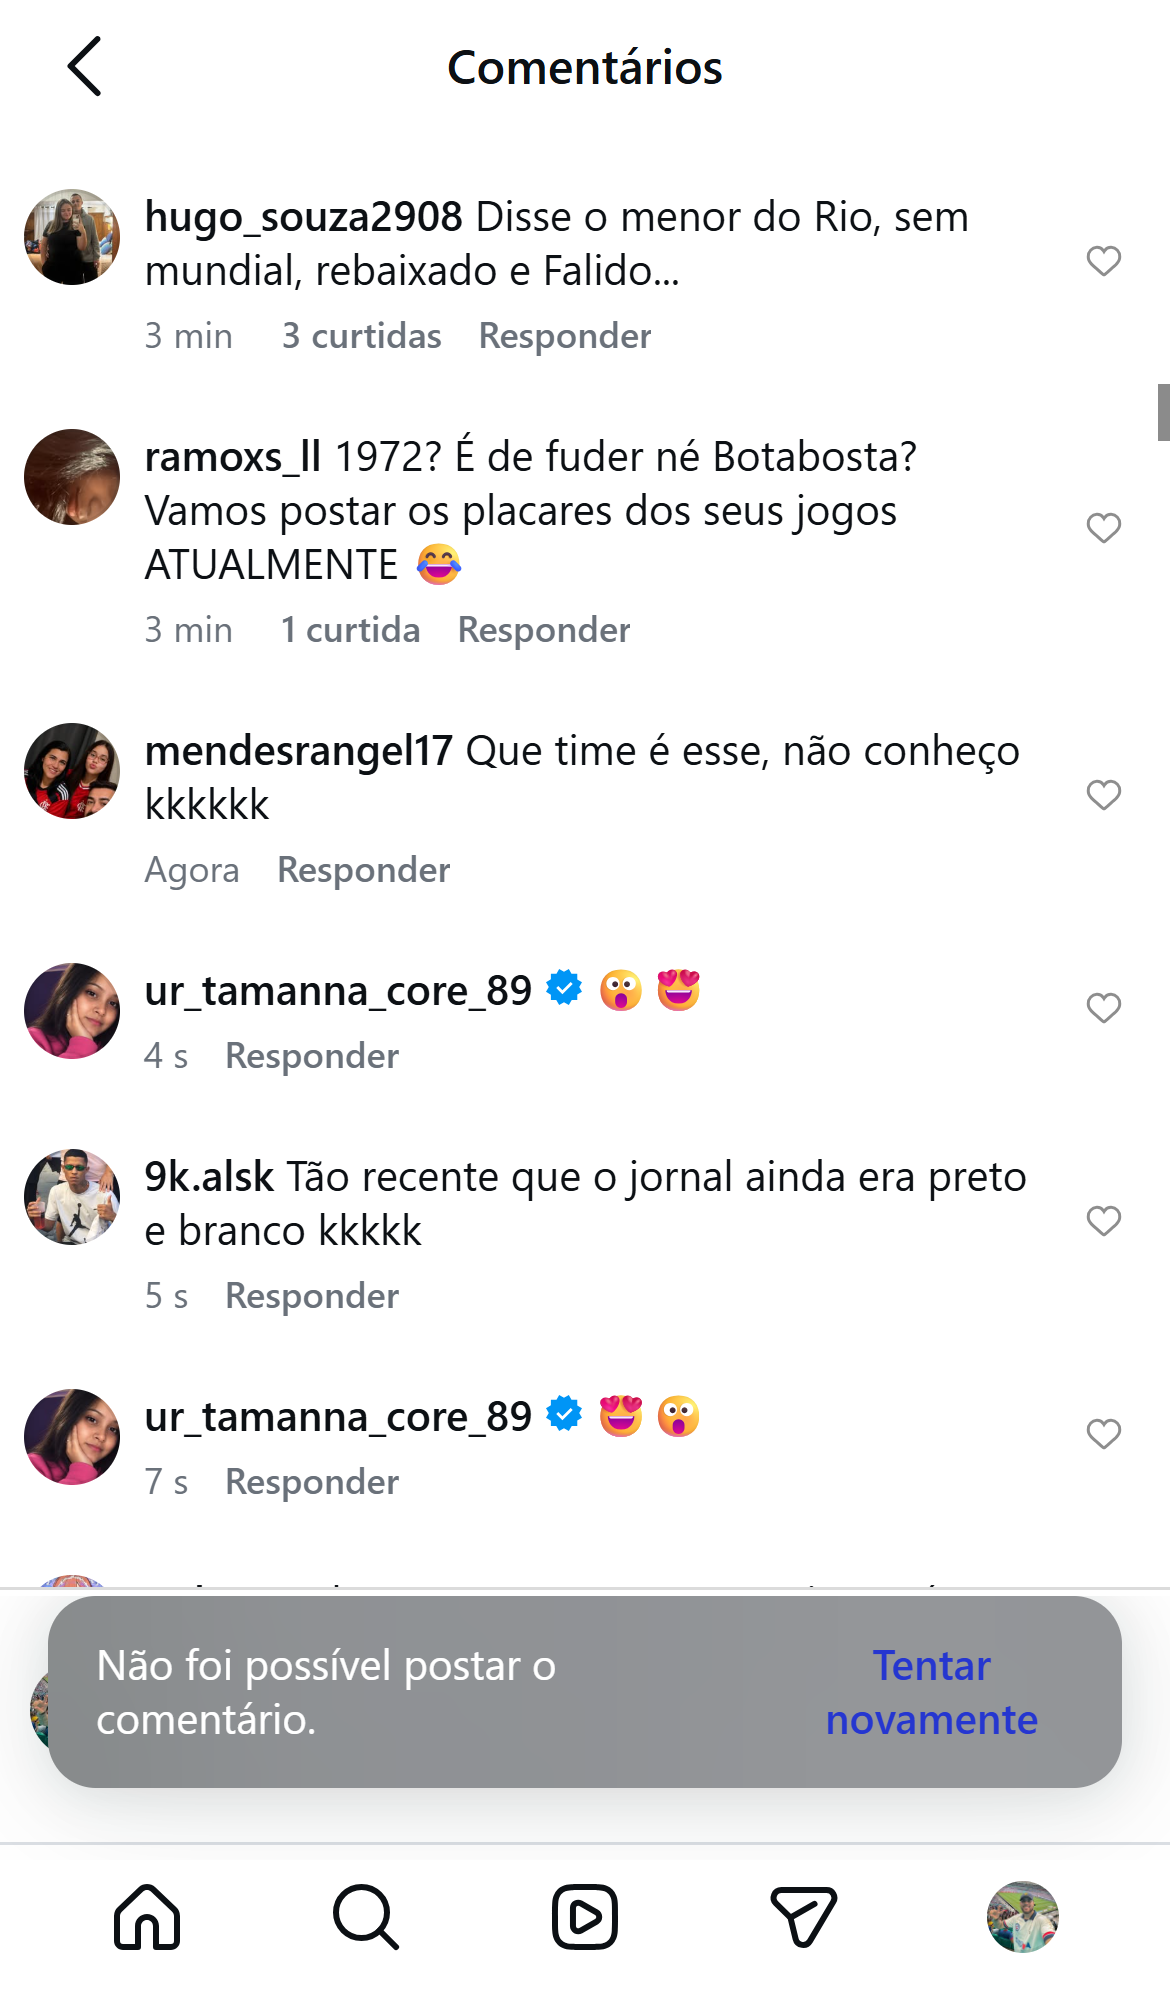 Comentários
hugo_souza2908 Disse o menor do Rio, sem
mundial, rebaixado e Falido...
3 min 3 curtidas Responder
ramoxs_ll 1972? É de fuder né Botabosta?
Vamos postar os placares dos seus jogos
ATUALMENTE 😂
3 min 1 curtida Responder
mendesrangel17 Que time é esse, não conheço
kkkkkk
Agora Responder
ur_tamanna_core_89 😲 😍
4 s Responder
9k.alsk Tão recente que o jornal ainda era preto
e branco kkkkk
5 s Responder
ur_tamanna_core_89 😍 😲
7 s Responder
Não foi possível postar o
comentário.
Tentar
novamente